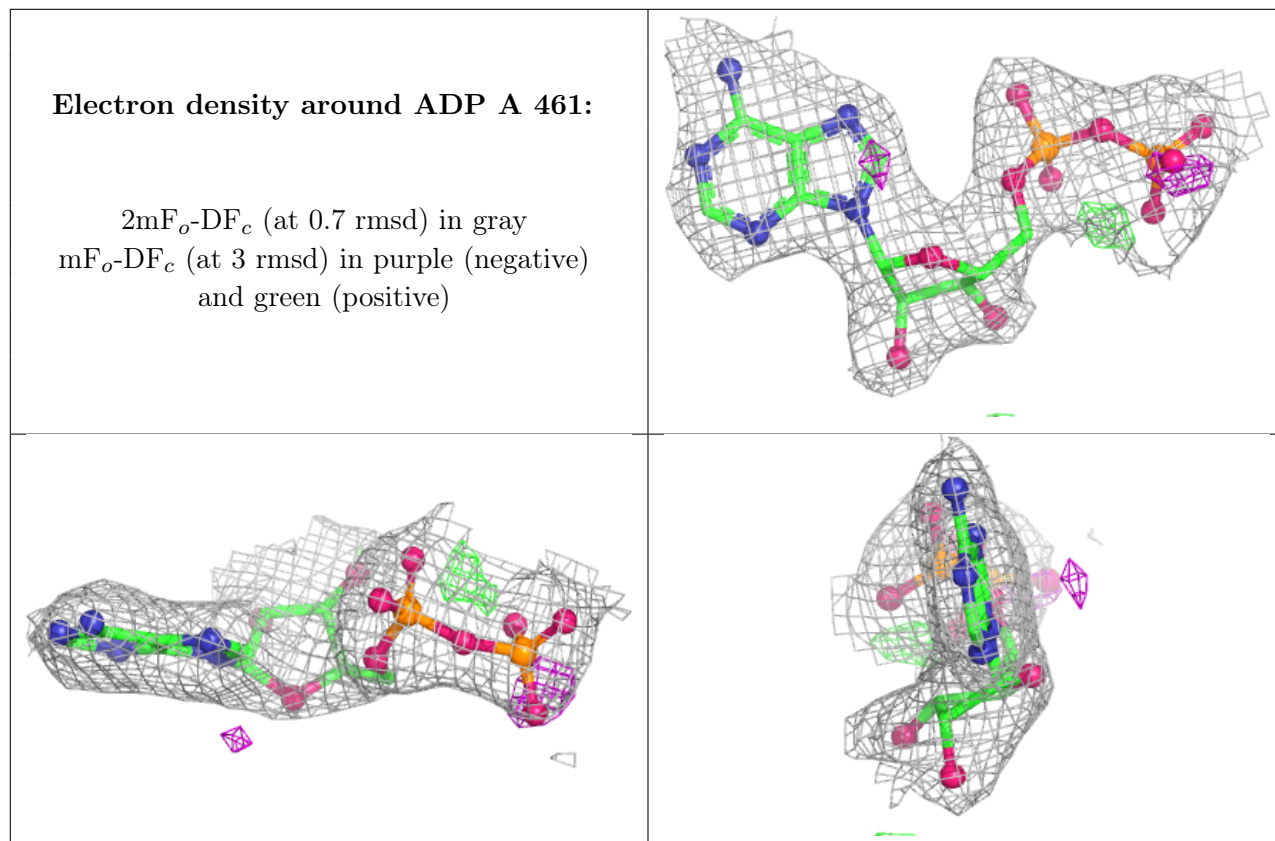 Electron density around ADP A 461:
2mFo-DFc (at 0.7 rmsd) in gray
mFo-DFc (at 3 rmsd) in purple (negative)
and green (positive)